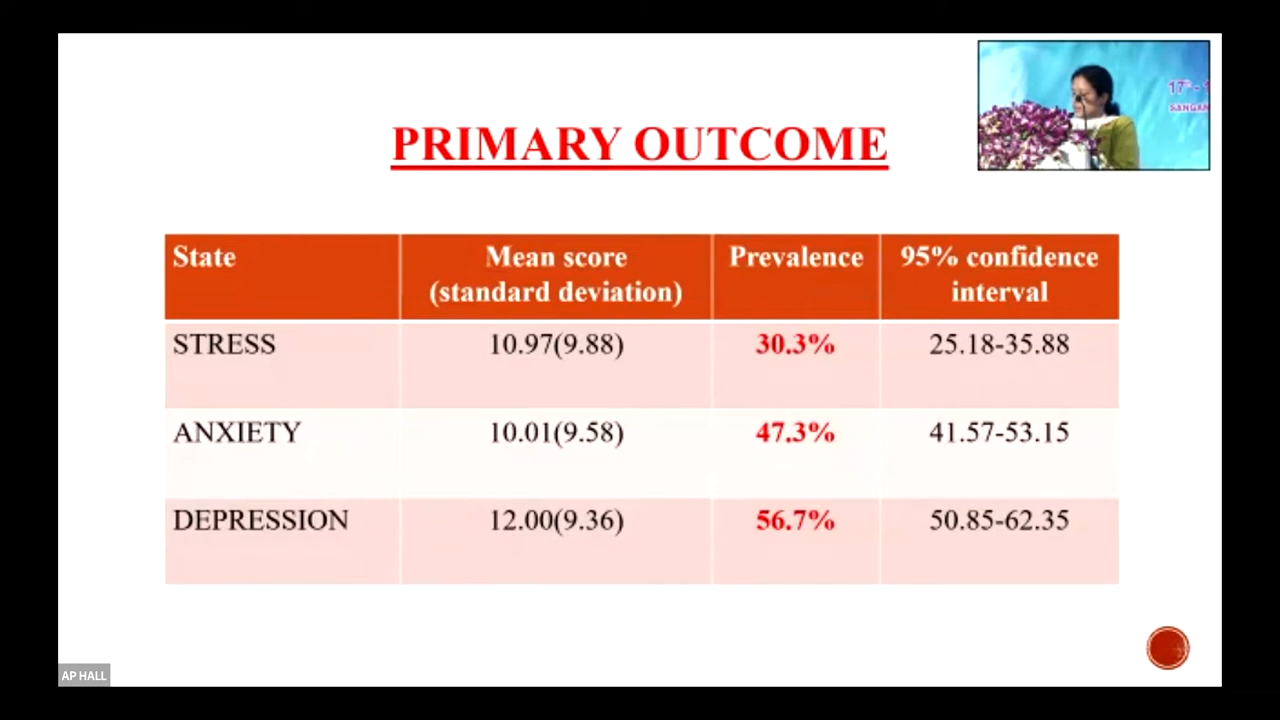 17th -
SANGAM
PRIMARY OUTCOME
State Mean score (standard deviation) Prevalence 95% confidence interval
STRESS 10.97(9.88) 30.3% 25.18-35.88
ANXIETY 10.01(9.58) 47.3% 41.57-53.15
DEPRESSION 12.00(9.36) 56.7% 50.85-62.35
AP HALL